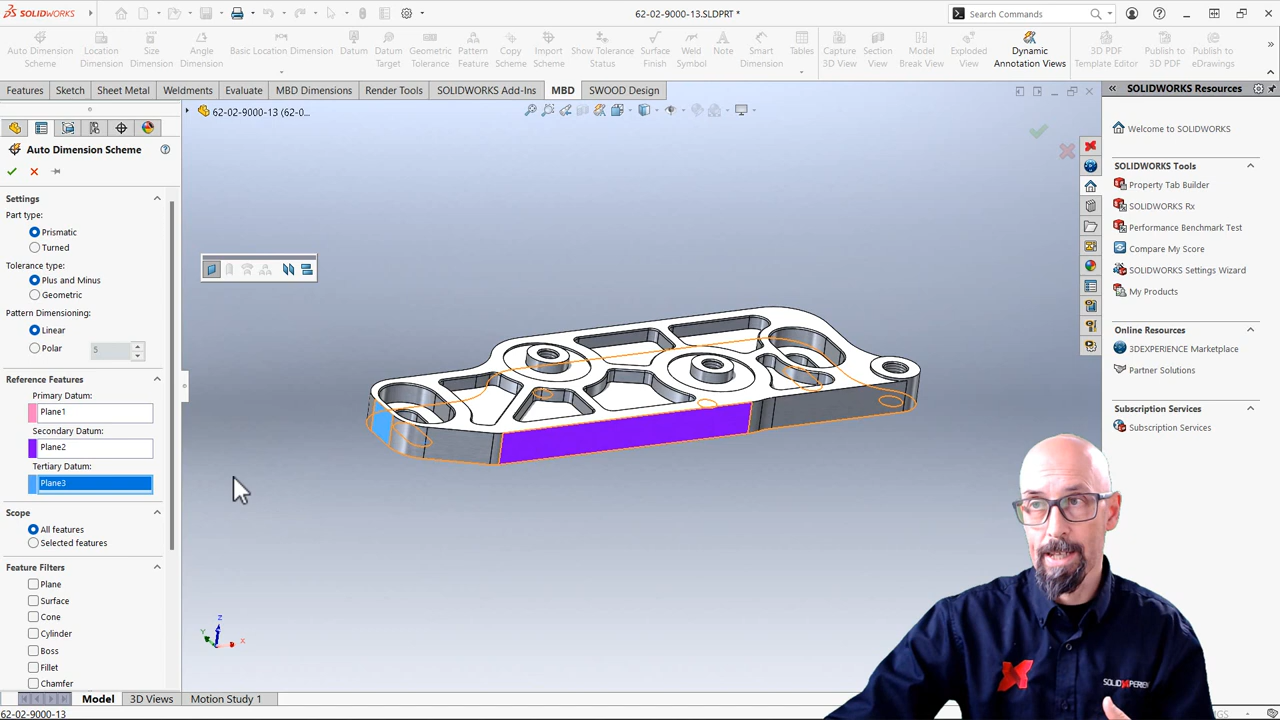 SOLIDWORKS
62-02-9000-13.SLDPRT *
Search Commands
Auto Dimension Scheme
Location Dimension
Size Dimension
Angle Dimension
Basic Location Dimension
Datum
Datum Target
Geometric Tolerance
Pattern Feature
Copy Scheme
Import Scheme
Show Tolerance Status
Surface Finish
Weld Symbol
Note
Smart Dimension
Tables
Capture 3D View
Section View
Model Break View
Exploded View
Dynamic Annotation Views
3D PDF Template Editor
Publish to 3D PDF
Publish to eDrawings
Features
Sketch
Sheet Metal
Weldments
Evaluate
MBD Dimensions
Render Tools
SOLIDWORKS Add-Ins
MBD
SWOOD Design
62-02-9000-13 (62-0...
SOLIDWORKS Resources
Auto Dimension Scheme
Settings
Part type:
Prismatic
Turned
Tolerance type:
Plus and Minus
Geometric
Pattern Dimensioning:
Linear
Polar
5
Reference Features
Primary Datum:
Plane1
Secondary Datum:
Plane2
Tertiary Datum:
Plane3
Scope
All features
Selected features
Feature Filters
Plane
Surface
Cone
Cylinder
Boss
Fillet
Chamfer
Z
Y
X
Welcome to SOLIDWORKS
SOLIDWORKS Tools
Property Tab Builder
SOLIDWORKS Rx
Performance Benchmark Test
Compare My Score
SOLIDWORKS Settings Wizard
My Products
Online Resources
3DEXPERIENCE Marketplace
Partner Solutions
Subscription Services
Subscription Services
Model
3D Views
Motion Study 1
62-02-9000-13